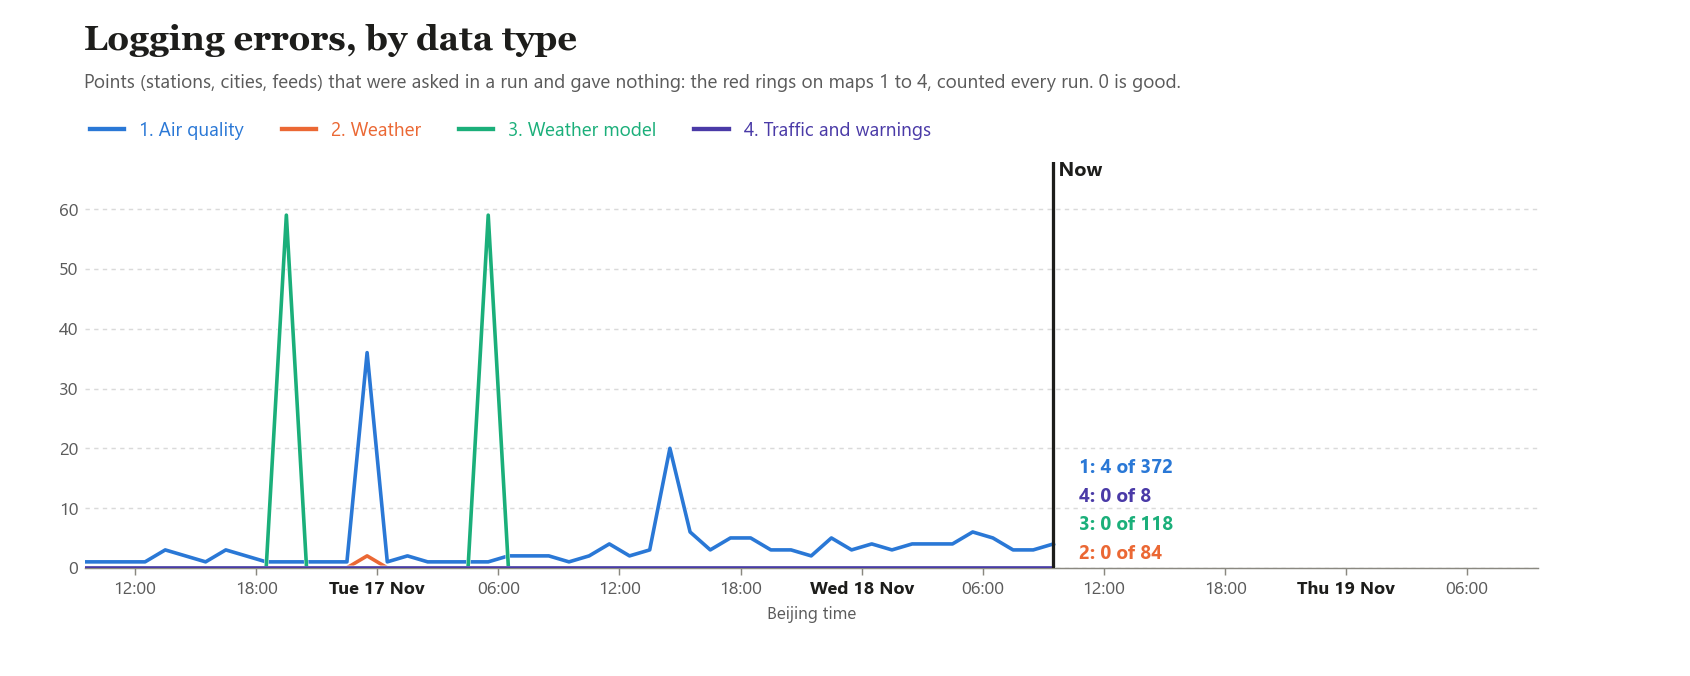 Logging errors, by data type
Points (stations, cities, feeds) that were asked in a run and gave nothing: the red rings on maps 1 to 4, counted every run. 0 is good.
1. Air quality 2. Weather 3. Weather model 4. Traffic and warnings
Now
60
50
40
30
20
10
0
1: 4 of 372
4: 0 of 8
3: 0 of 118
2: 0 of 84
12:00 18:00 Tue 17 Nov 06:00 12:00 18:00 Wed 18 Nov 06:00 12:00 18:00 Thu 19 Nov 06:00
Beijing time